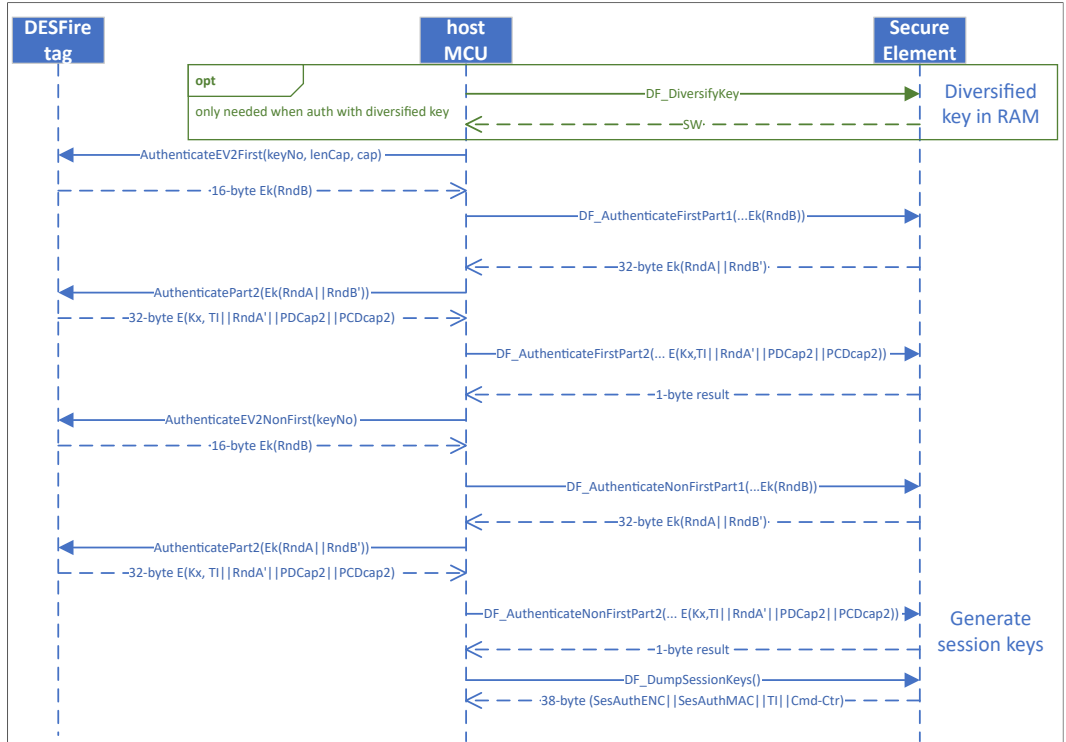 DESFire
tag
host
MCU
Secure
Element
opt
only needed when auth with diversified key
DF_DiversifyKey
SW
Diversified
key in RAM
AuthenticateEV2First(keyNo, lenCap, cap)
16-byte Ek(RndB)
DF_AuthenticateFirstPart1(...Ek(RndB))
32-byte Ek(RndA||RndB')
AuthenticatePart2(Ek(RndA||RndB'))
32-byte E(Kx, TI||RndA'||PDCap2||PCDcap2)
DF_AuthenticateFirstPart2(... E(Kx,TI||RndA'||PDCap2||PCDcap2))
1-byte result
AuthenticateEV2NonFirst(keyNo)
16-byte Ek(RndB)
DF_AuthenticateNonFirstPart1(...Ek(RndB))
32-byte Ek(RndA||RndB')
AuthenticatePart2(Ek(RndA||RndB'))
32-byte E(Kx, TI||RndA'||PDCap2||PCDcap2)
DF_AuthenticateNonFirstPart2(... E(Kx,TI||RndA'||PDCap2||PCDcap2))
Generate
session keys
1-byte result
DF_DumpSessionKeys()
38-byte (SesAuthENC||SesAuthMAC||TI||Cmd-Ctr)